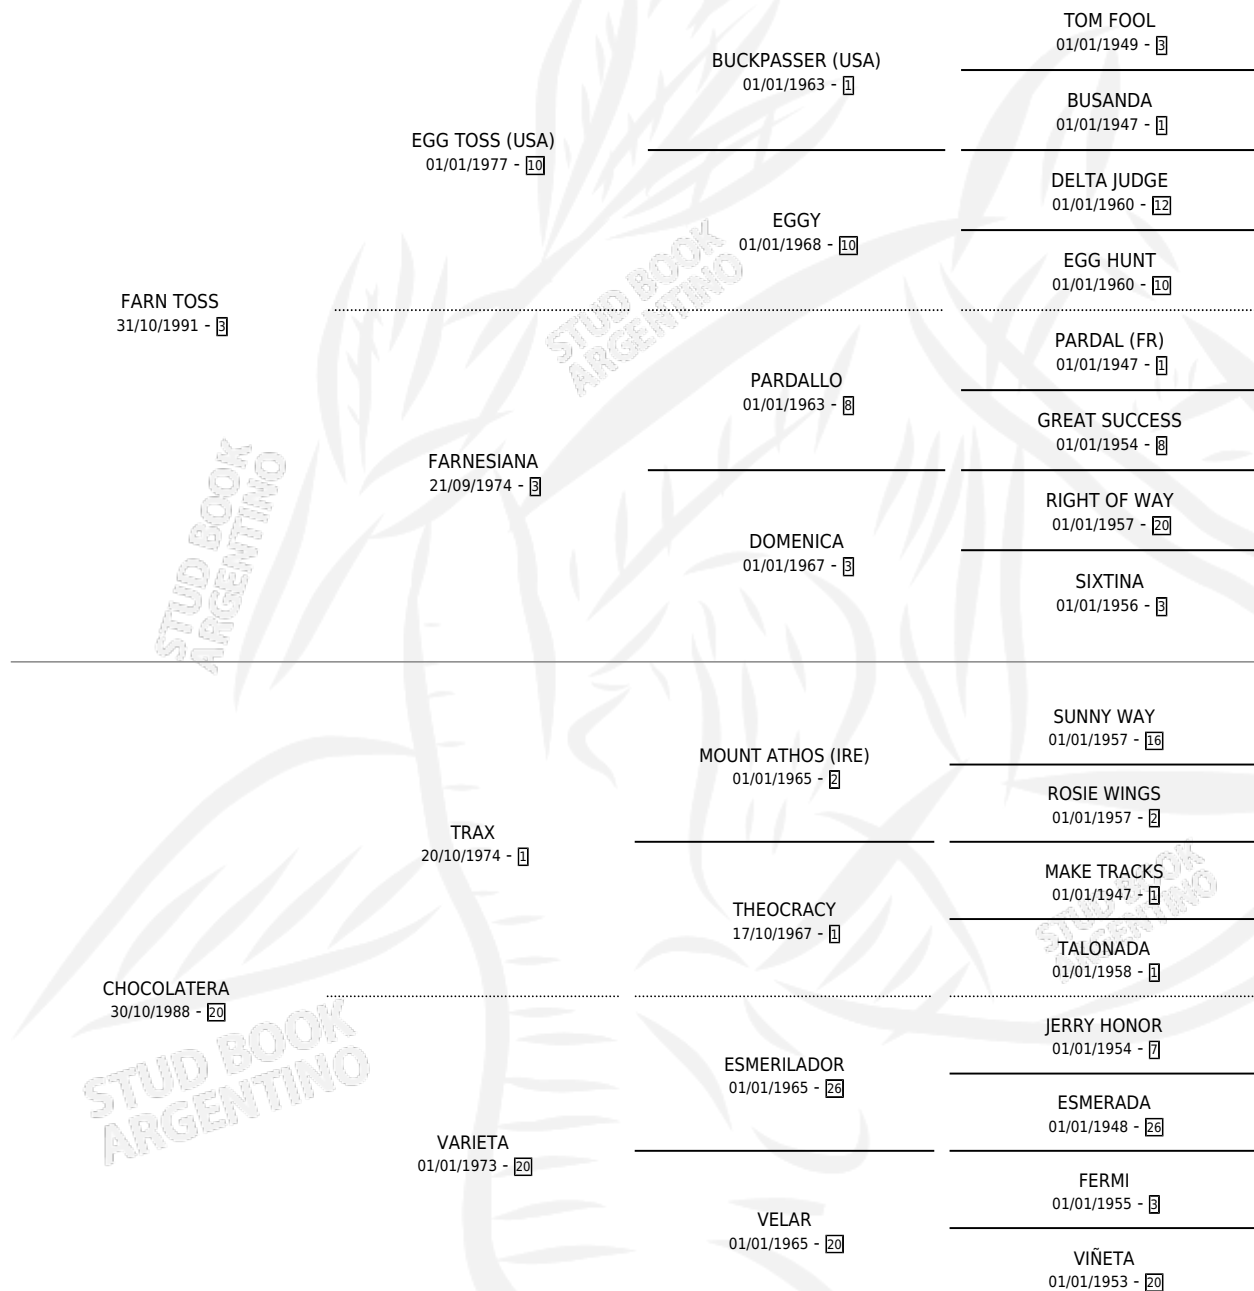 TOM FOOL
01/01/1949 - 3
BUCKPASSER (USA)
01/01/1963 - 1
BUSANDA
01/01/1947 - 1
EGG TOSS (USA)
01/01/1977 - 10
DELTA JUDGE
01/01/1960 - 12
EGGY
01/01/1968 - 10
EGG HUNT
01/01/1960 - 10
FARN TOSS
31/10/1991 - 3
PARDAL (FR)
01/01/1947 - 1
PARDALLO
01/01/1963 - 8
GREAT SUCCESS
01/01/1954 - 8
FARNESIANA
21/09/1974 - 3
RIGHT OF WAY
01/01/1957 - 20
DOMENICA
01/01/1967 - 3
SIXTINA
01/01/1956 - 3
SUNNY WAY
01/01/1957 - 16
MOUNT ATHOS (IRE)
01/01/1965 - 2
ROSIE WINGS
01/01/1957 - 2
TRAX
20/10/1974 - 1
MAKE TRACKS
01/01/1947 - 1
THEOCRACY
17/10/1967 - 1
TALONADA
01/01/1958 - 1
CHOCOLATERA
30/10/1988 - 20
JERRY HONOR
01/01/1954 - 7
ESMERILADOR
01/01/1965 - 26
ESMERADA
01/01/1948 - 26
VARIETA
01/01/1973 - 20
FERMI
01/01/1955 - 3
VELAR
01/01/1965 - 20
VIÑETA
01/01/1953 - 20
STUD BOOK
ARGENTINO
STUD BOOK
ARGENTINO
STUD BOOK
ARGENTINO
STUD BOOK
ARGENTINO